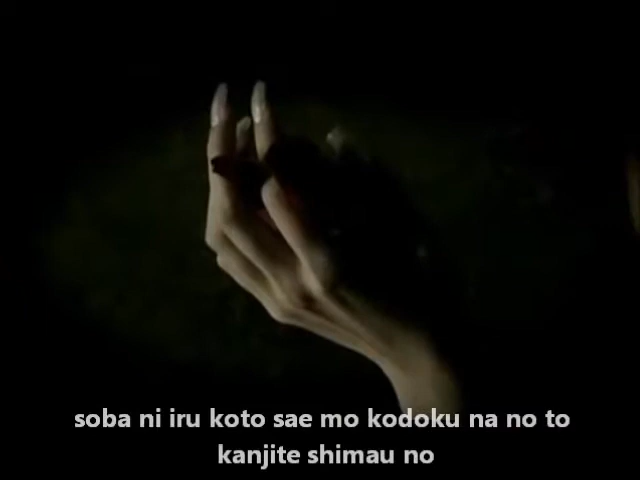 soba ni iru koto sae mo kodoku na no to
kanjite shimau no